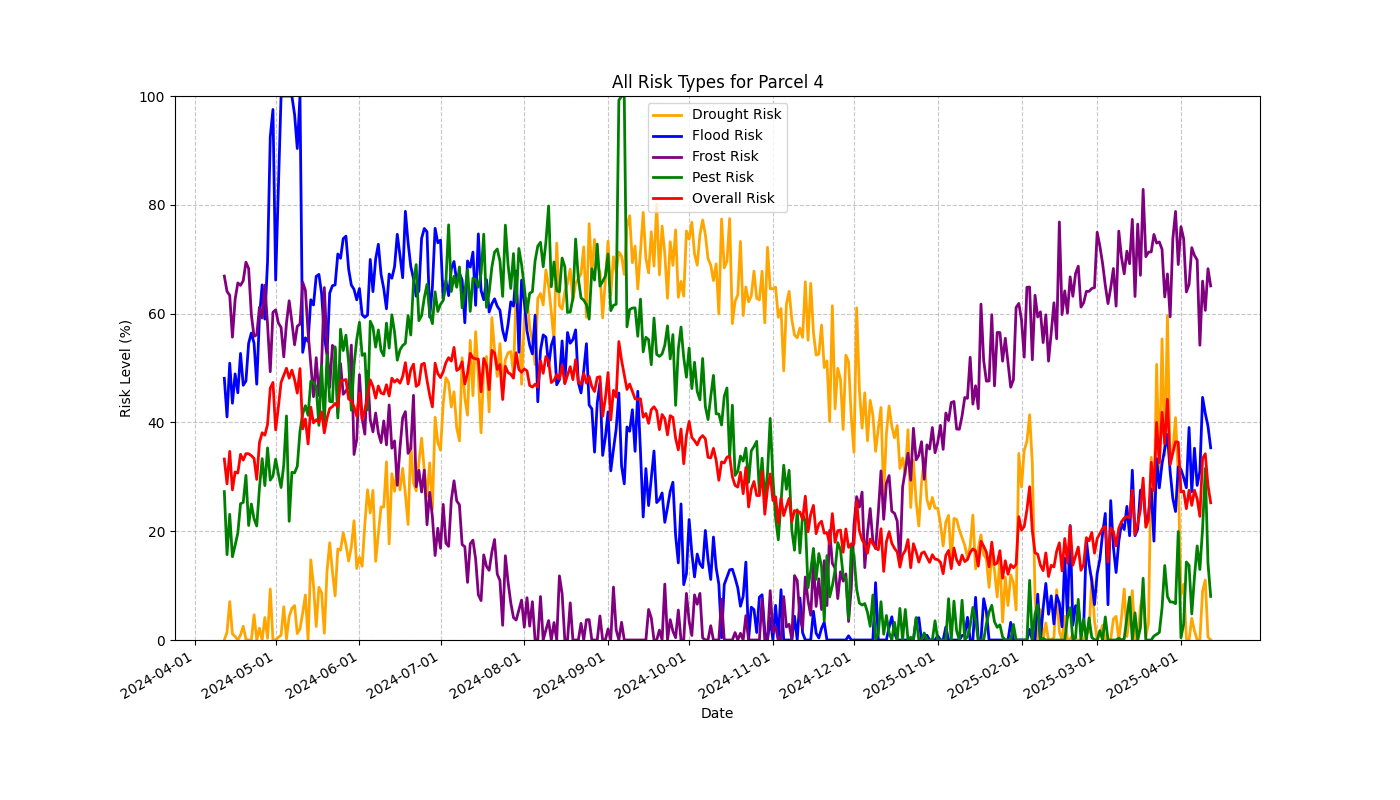 All Risk Types for Parcel 4
100
80
60
40
20
0
Risk Level (%)
Drought Risk
Flood Risk
Frost Risk
Pest Risk
Overall Risk
2024-04-01
2024-05-01
2024-06-01
2024-07-01
2024-08-01
2024-09-01
2024-10-01
2024-11-01
2024-12-01
2025-01-01
2025-02-01
2025-03-01
2025-04-01
Date